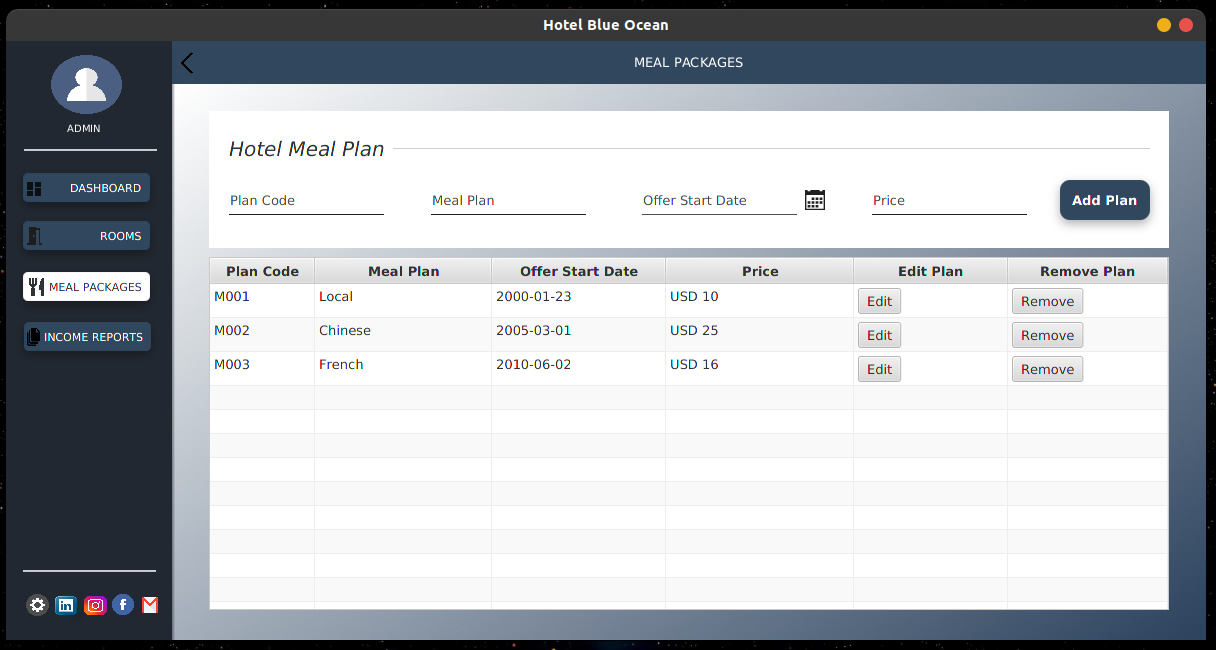 Hotel Blue Ocean
MEAL PACKAGES
ADMIN
DASHBOARD
ROOMS
MEAL PACKAGES
INCOME REPORTS
Hotel Meal Plan
Plan Code Meal Plan Offer Start Date Price Add Plan
Plan Code Meal Plan Offer Start Date Price Edit Plan Remove Plan
M001 Local 2000-01-23 USD 10 Edit Remove
M002 Chinese 2005-03-01 USD 25 Edit Remove
M003 French 2010-06-02 USD 16 Edit Remove
in f